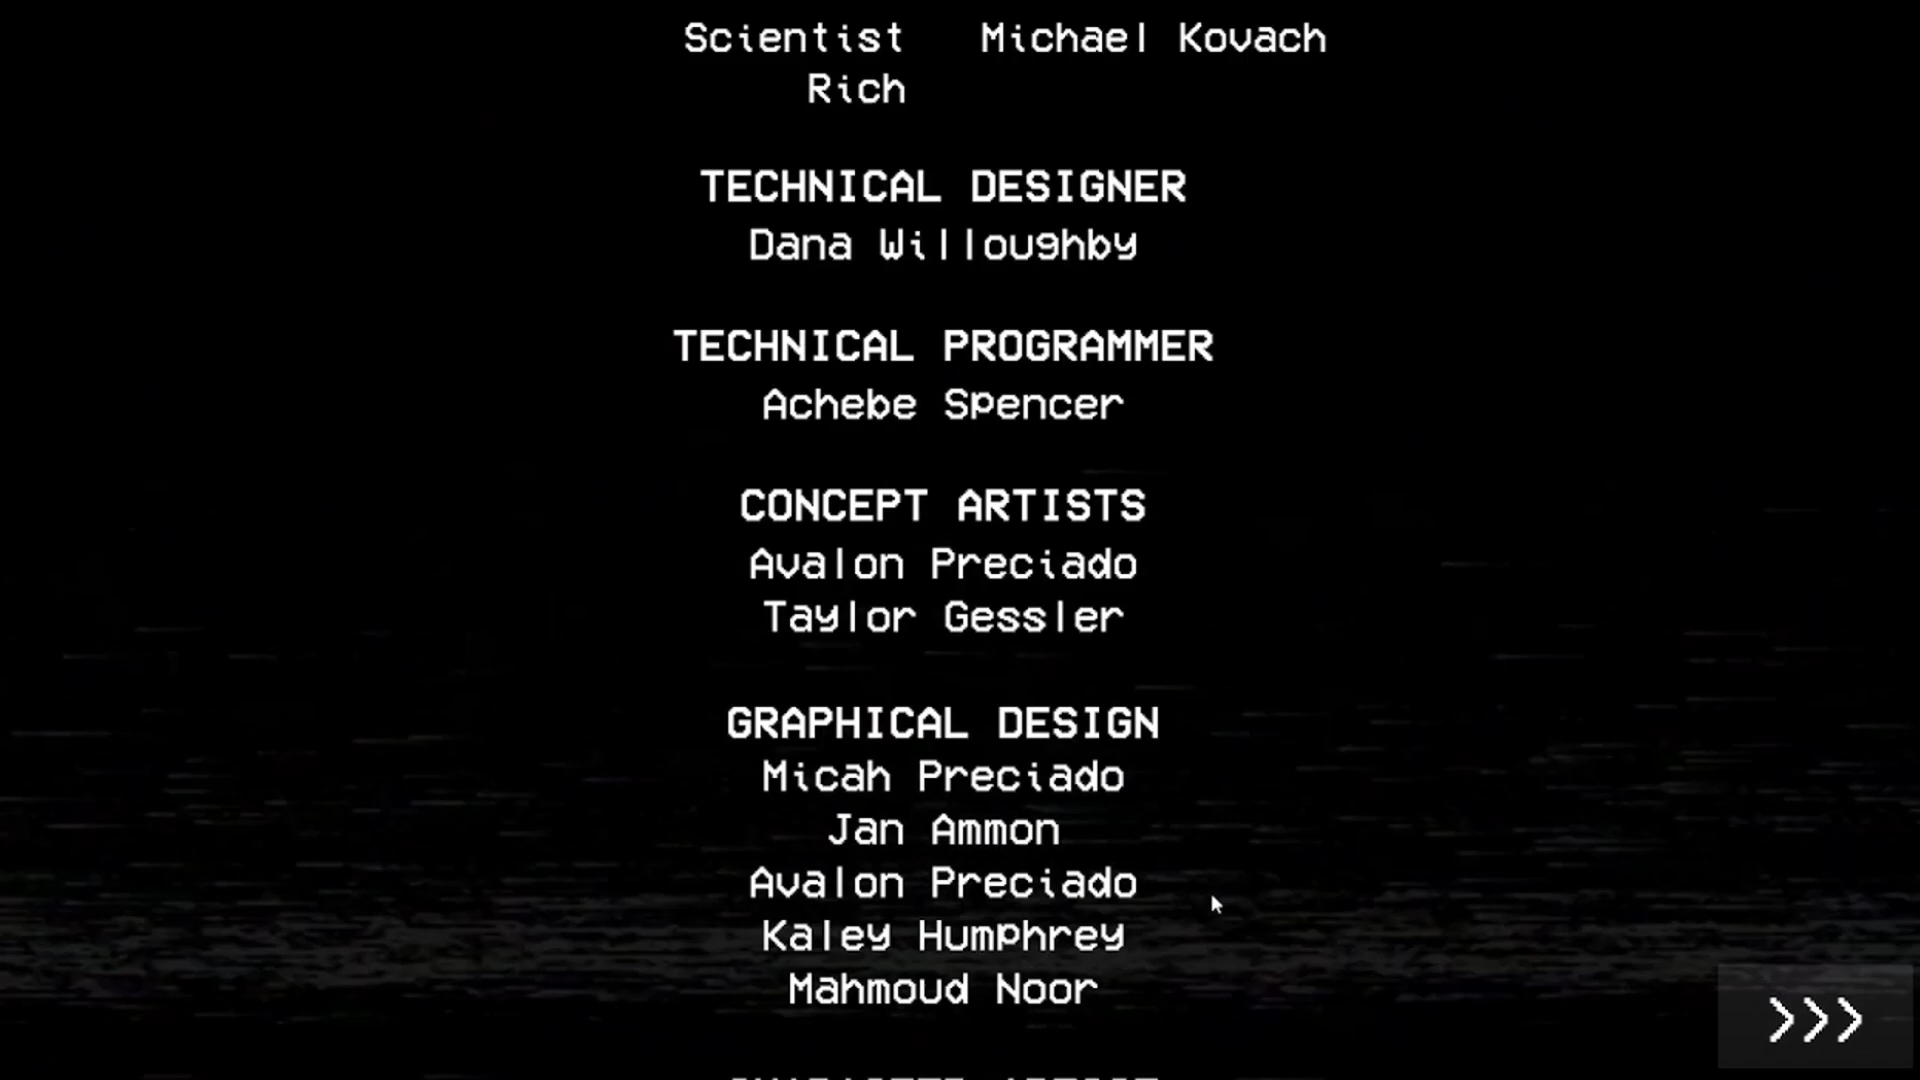 Scientist Michael Kovach
Rich
TECHNICAL DESIGNER
Dana Willoughby
TECHNICAL PROGRAMMER
Achebe Spencer
CONCEPT ARTISTS
Avalon Preciado
Taylor Gessler
GRAPHICAL DESIGN
Micah Preciado
Jan Ammon
Avalon Preciado
Kaley Humphrey
Mahmoud Noor
>>>